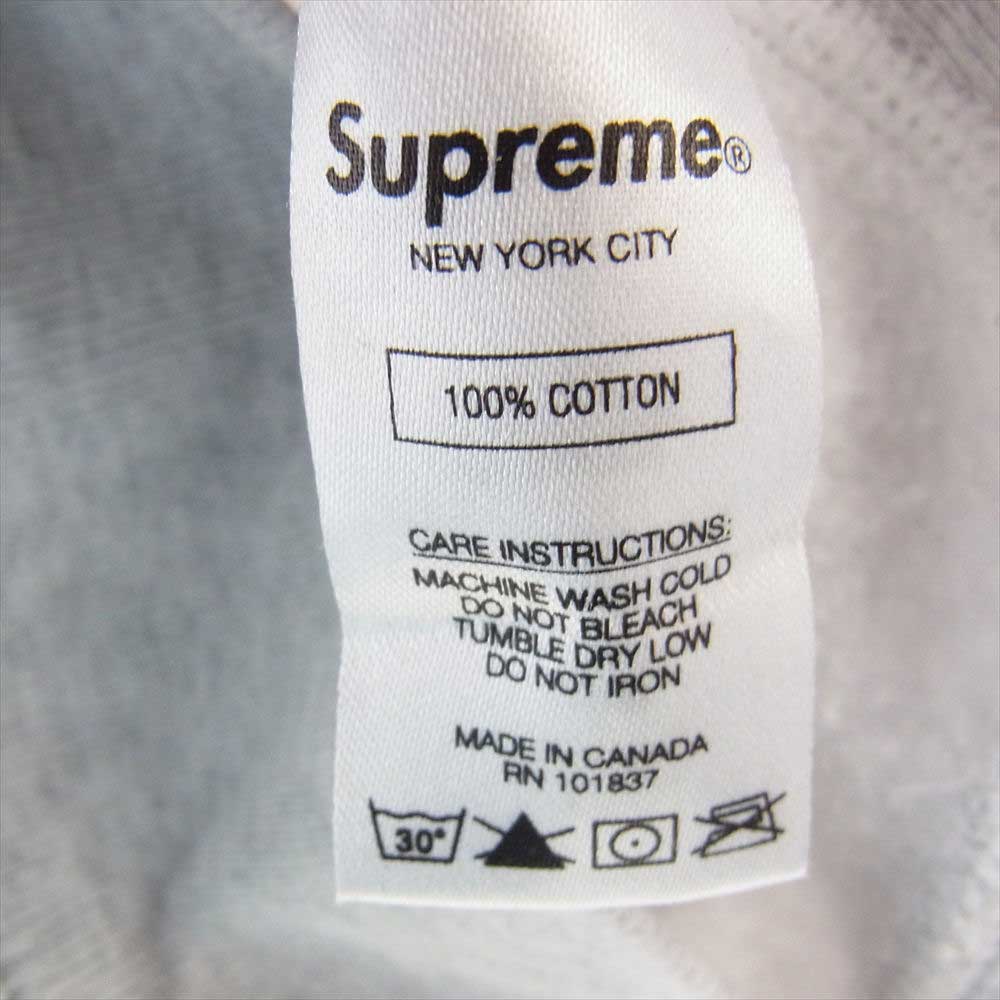 Supreme®
NEW YORK CITY
100% COTTON
CARE INSTRUCTIONS:
MACHINE WASH COLD
DO NOT BLEACH
TUMBLE DRY LOW
DO NOT IRON
MADE IN CANADA
RN 101837
30°